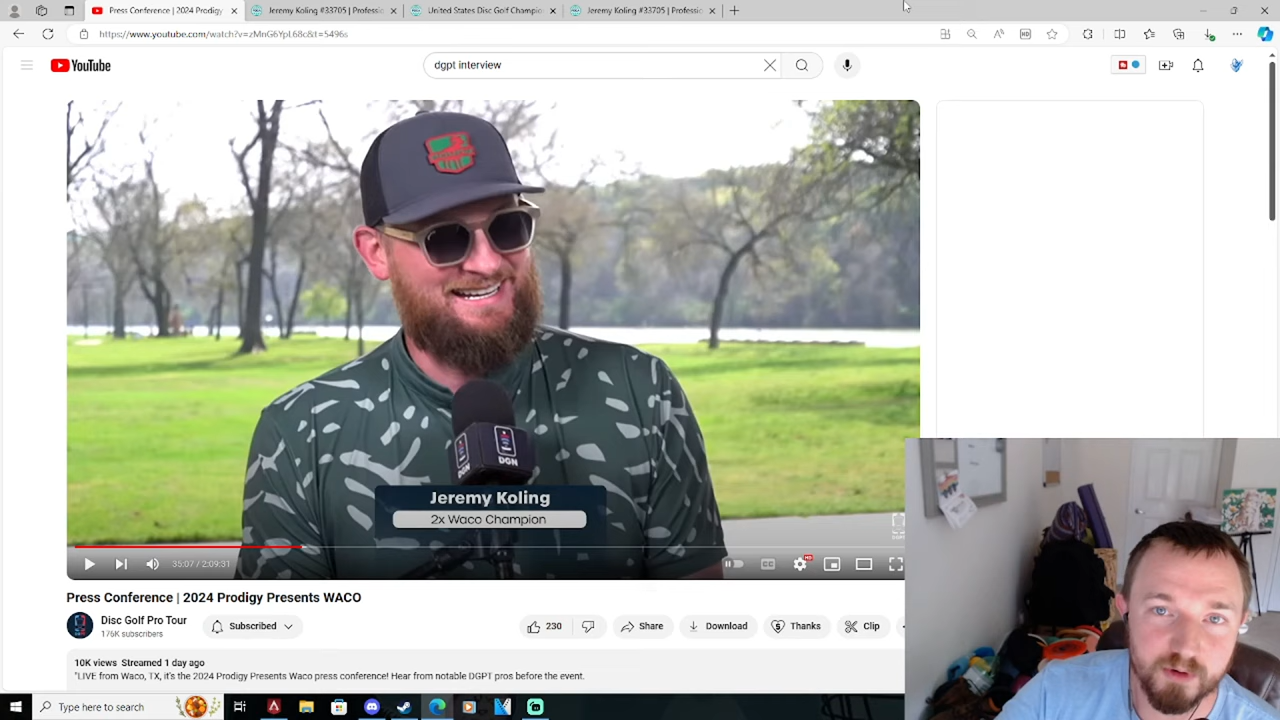 Press Conference | 2024 Prodigy
Jeremy Koling #33705 | Professio
United States Disc Golf Champio
Jeremy Koling #33705 | Professio
https://www.youtube.com/watch?v=zMnG6YpL68c&t=5496s
YouTube
dgpt interview
DGN
DGN
Jeremy Koling
2x Waco Champion
35:07 / 2:09:31
CC
HD
Press Conference | 2024 Prodigy Presents WACO
Disc Golf Pro Tour
176K subscribers
Subscribed
230
Share
Download
Thanks
Clip
10K views Streamed 1 day ago
"LIVE from Waco, TX, it's the 2024 Prodigy Presents Waco press conference! Hear from notable DGPT pros before the event.
Type here to search